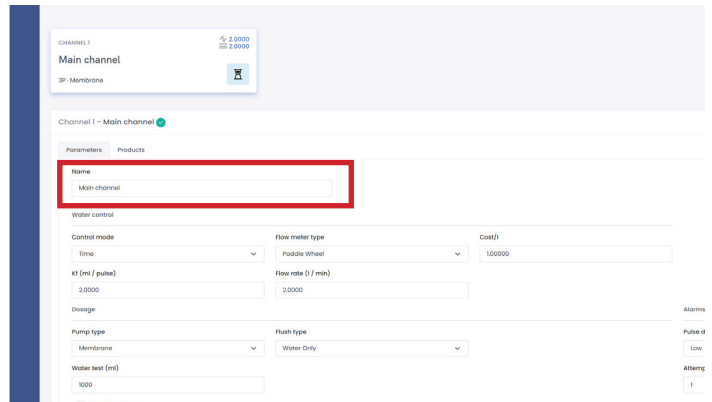 CHANNEL 1
2.0000
2.0000
Main channel
3P - Membrane
Channel 1 - Main channel
Parameters Products
Name
Main channel
Water control
Control mode Flow meter type Cost/l
Time Paddle Wheel 1.00000
Kf (ml / pulse) Flow rate (l / min)
2.0000 2.0000
Dosage Alarms
Pump type Flush type Pulse d
Membrane Water Only Low
Water test (ml) Attemp
1000 1